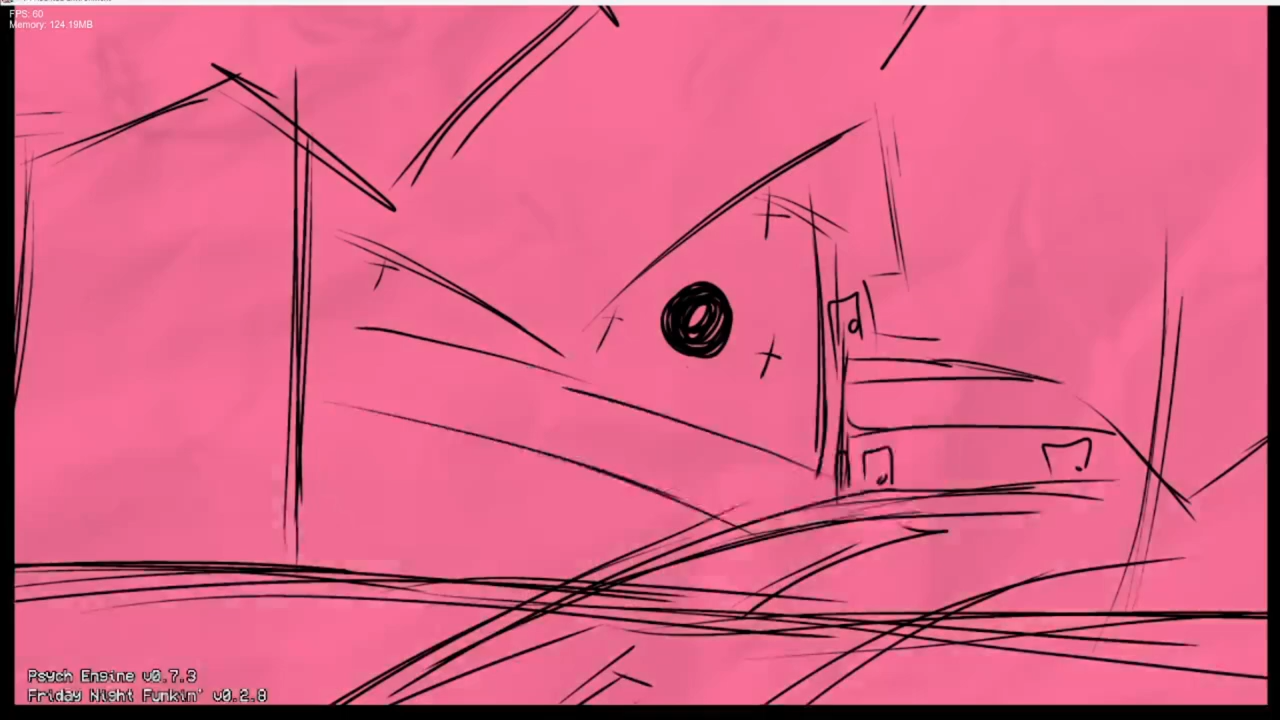 FPS: 60
Memory: 124.19MB
Psych Engine v0.7.3
Friday Night Funkin' v0.2.8